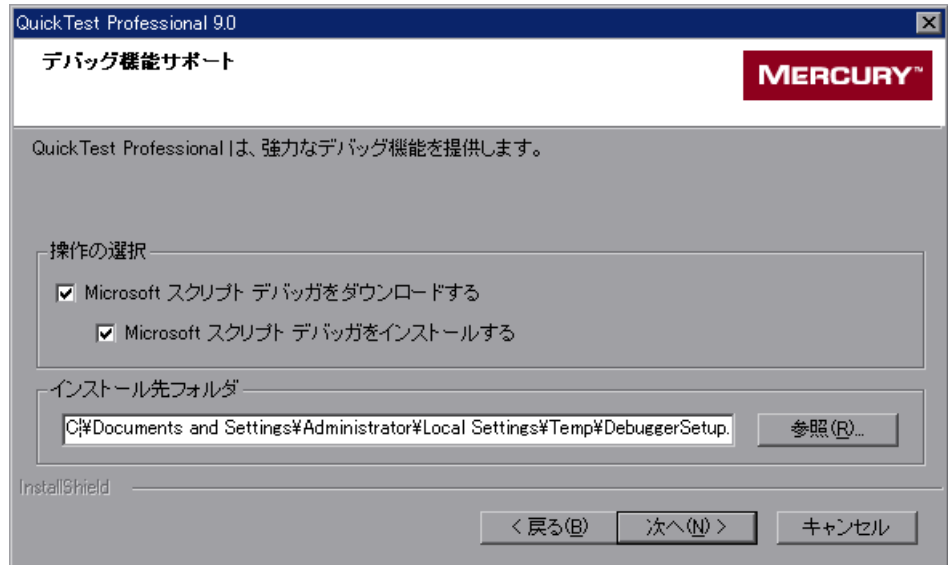 QuickTest Professional 9.0
デバッグ機能サポート
MERCURY™
QuickTest Professional は、強力なデバッグ機能を提供します。
操作の選択
Microsoft スクリプト デバッガをダウンロードする
Microsoft スクリプト デバッガをインストールする
インストール先フォルダ
C:¥Documents and Settings¥Administrator¥Local Settings¥Temp¥DebuggerSetup.
参照(R)...
InstallShield
< 戻る(B)
次へ(N) >
キャンセル